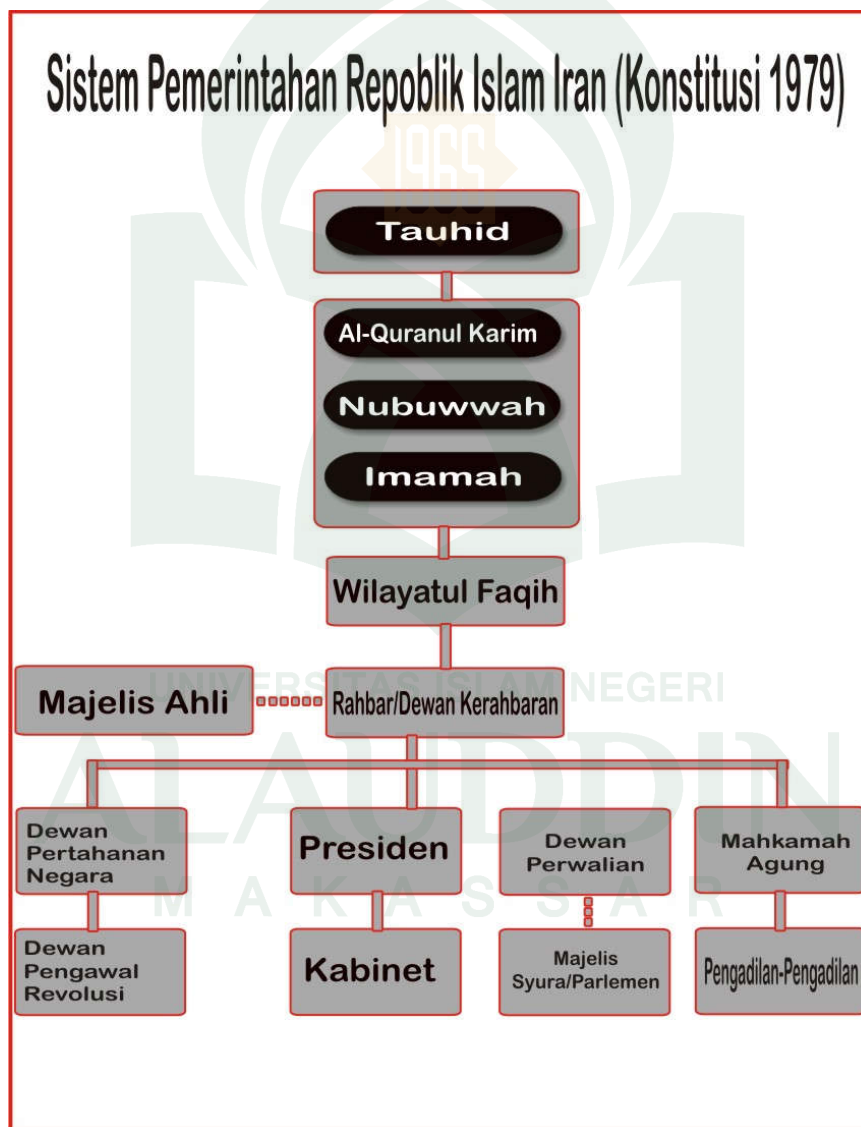 Sistem Pemerintahan Repoblik Islam Iran (Konstitusi 1979)
1965
Tauhid
Al-Quranul Karim
Nubuwwah
Imamah
Wilayatul Faqih
UNIVERSITAS ISLAM NEGERI
Majelis Ahli
Rahbar/Dewan Kerahbaran
ALAUDDIN
Dewan
Pertahanan
Negara
Presiden
Dewan
Perwalian
Mahkamah
Agung
MAKASSAR
Dewan
Pengawal
Revolusi
Kabinet
Majelis
Syura/Parlemen
Pengadilan-Pengadilan